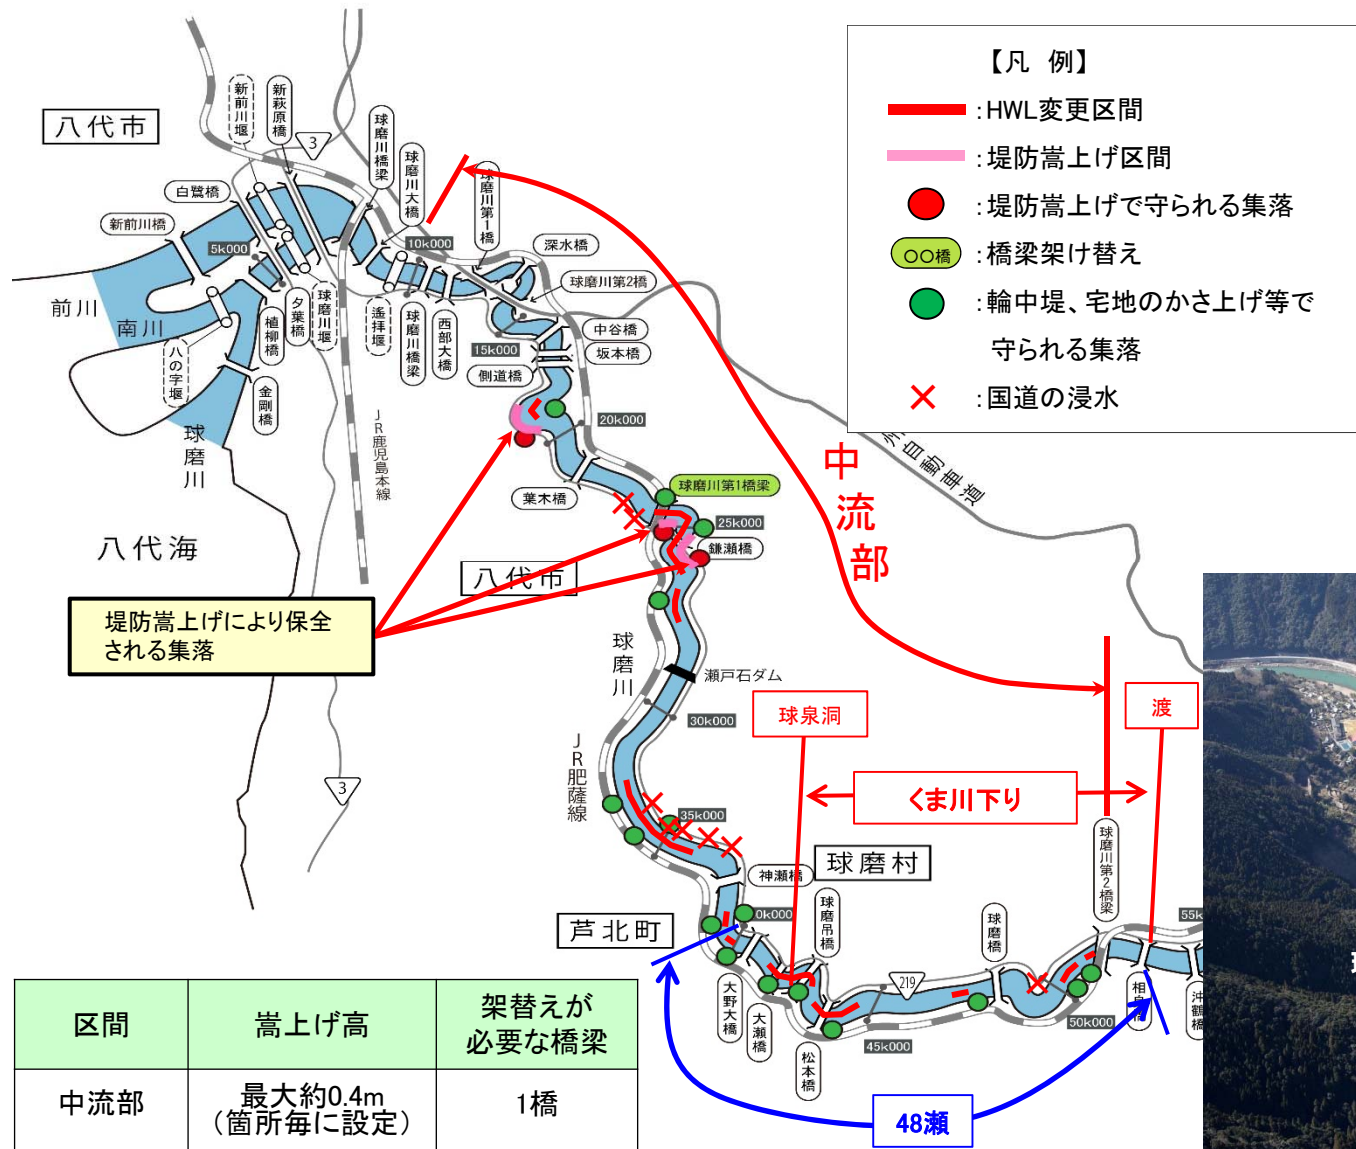 【凡 例】
:HWL変更区間
:堤防嵩上げ区間
:堤防嵩上げで守られる集落
○○橋
:橋梁架け替え
:輪中堤、宅地のかさ上げ等で
守られる集落
:国道の浸水
八代市
新前川堰
新萩原橋
3
球磨川橋梁
球磨川大橋
球磨川第1橋
白鷺橋
新前川橋
5k000
10k000
深水橋
球磨川第2橋
前川
南川
八の字堰
植柳橋
夕葉橋
球磨川堰
遙拝堰
球磨川橋梁
西部大橋
15k000
中谷橋
坂本橋
側道橋
金剛橋
球磨川
JR鹿児島本線
20k000
中流部
州自動車道
葉木橋
球磨川第1橋梁
25k000
鎌瀬橋
八代海
八代市
堤防嵩上げにより保全
される集落
球磨川
瀬戸石ダム
30k000
球泉洞
渡
JR肥薩線
3
くま川下り
35k000
球磨村
球磨川第2橋梁
神瀬橋
0k000
芦北町
球磨吊橋
球磨橋
219
55k
大野大橋
大瀬橋
松本橋
45k000
50k000
相良橋
沖鶴橋
48瀬
区間
嵩上げ高
架替えが
必要な橋梁
中流部
最大約0.4m
(箇所毎に設定)
1橋